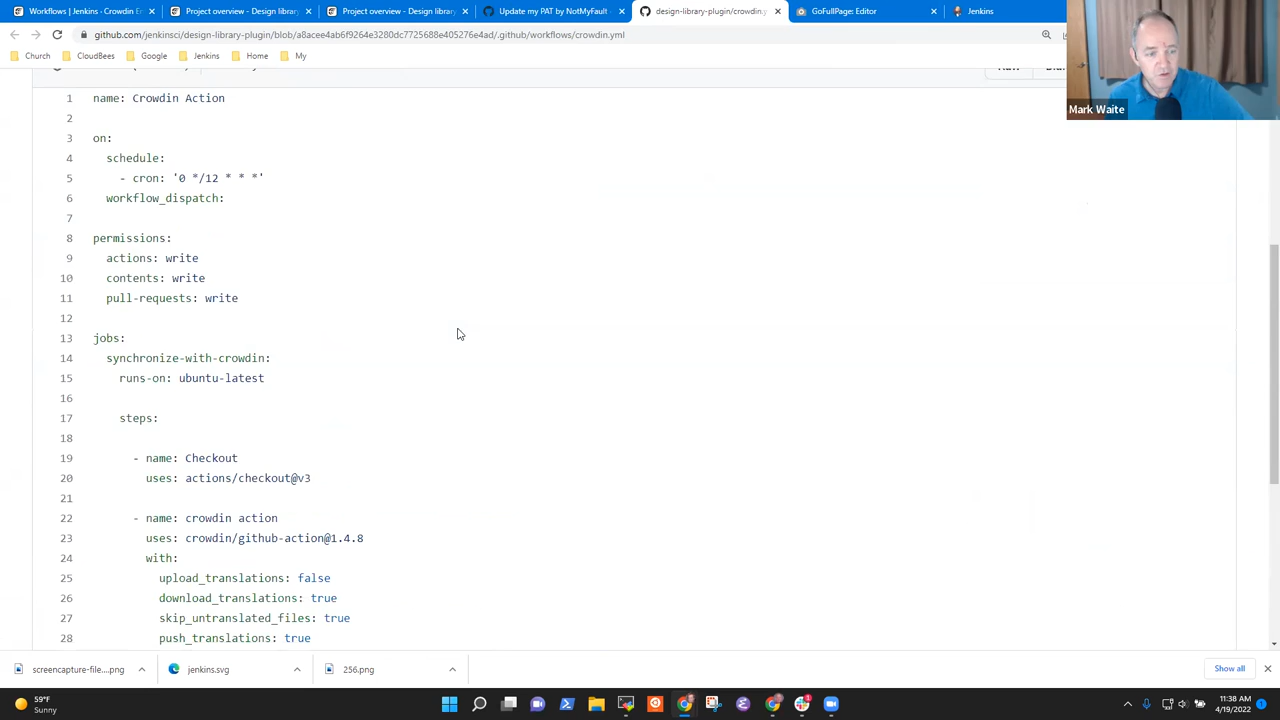 Workflows | Jenkins - Crowdin En
Project overview - Design library
Project overview - Design library
Update my PAT by NotMyFault
design-library-plugin/crowdin.y
GoFullPage: Editor
Jenkins
github.com/jenkinsci/design-library-plugin/blob/a8acee4ab6f9264e3280dc7725688e405276e4ad/.github/workflows/crowdin.yml
Church
CloudBees
Google
Jenkins
Home
My
Mark Waite
1 name: Crowdin Action
2
3 on:
4 schedule:
5 - cron: '0 */12 * * *'
6 workflow_dispatch:
7
8 permissions:
9 actions: write
10 contents: write
11 pull-requests: write
12
13 jobs:
14 synchronize-with-crowdin:
15 runs-on: ubuntu-latest
16
17 steps:
18
19 - name: Checkout
20 uses: actions/checkout@v3
21
22 - name: crowdin action
23 uses: crowdin/github-action@1.4.8
24 with:
25 upload_translations: false
26 download_translations: true
27 skip_untranslated_files: true
28 push_translations: true
screencapture-file....png
jenkins.svg
256.png
Show all
59°F
Sunny
11:38 AM
4/19/2022